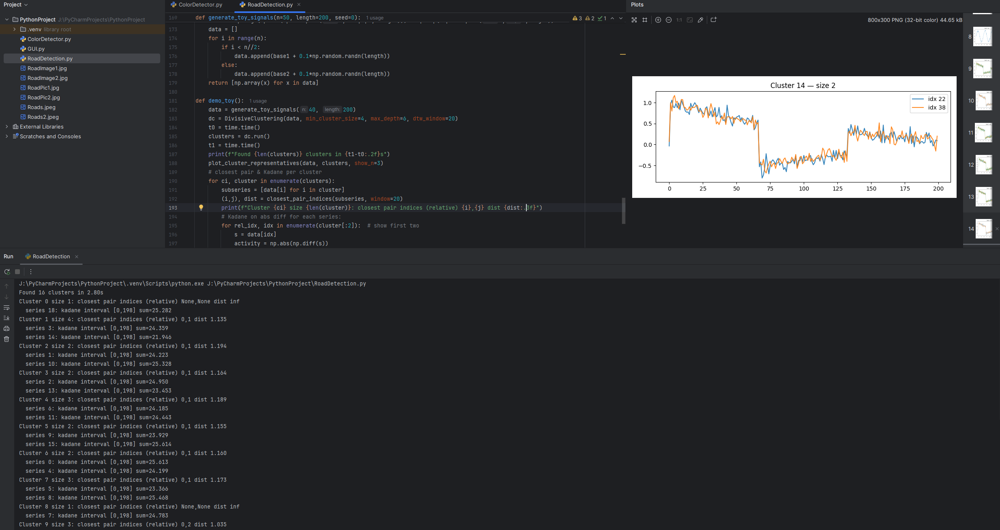 Project
PythonProject J:\PyCharmProjects\PythonProject
.venv library root
ColorDetector.py
GUI.py
RoadDetection.py
RoadImage1.jpg
RoadImage2.jpg
RoadPic1.jpg
RoadPic2.jpg
Roads.jpeg
Roads2.jpeg
External Libraries
Scratches and Consoles
ColorDetector.py
RoadDetection.py
3 2 1
169 def generate_toy_signals(n=50, length=200, seed=0): 1 usage
173 data = []
174 for i in range(n):
175 if i < n//2:
176 data.append(base1 + 0.1*np.random.randn(length))
177 else:
178 data.append(base2 + 0.1*np.random.randn(length))
179 return [np.array(x) for x in data]
180
181 def demo_toy(): 1 usage
182 data = generate_toy_signals( n: 40, length: 200)
183 dc = DivisiveClustering(data, min_cluster_size=4, max_depth=6, dtw_window=20)
184 t0 = time.time()
185 clusters = dc.run()
186 t1 = time.time()
187 print(f"Found {len(clusters)} clusters in {t1-t0:.2f}s")
188 plot_cluster_representatives(data, clusters, show_n=3)
189 # closest pair & Kadane per cluster
190 for ci, cluster in enumerate(clusters):
191 subseries = [data[i] for i in cluster]
192 (i,j), dist = closest_pair_indices(subseries, window=20)
193 print(f"Cluster {ci} size {len(cluster)}: closest pair indices (relative) {i},{j} dist {dist:.3f}")
194 # Kadane on abs diff for each series:
195 for rel_idx, idx in enumerate(cluster[:2]): # show first two
196 s = data[idx]
197 activity = np.abs(np.diff(s))
Plots
1:1
800x300 PNG (32-bit color) 44.65 kB
Cluster 14 — size 2
idx 22
idx 38
1.0
0.5
0.0
−0.5
0 25 50 75 100 125 150 175 200
8
9
10
11
12
13
14
Run RoadDetection
J:\PyCharmProjects\PythonProject\.venv\Scripts\python.exe J:\PyCharmProjects\PythonProject\RoadDetection.py
Found 16 clusters in 2.80s
Cluster 0 size 1: closest pair indices (relative) None,None dist inf
series 18: kadane interval [0,198] sum=25.282
Cluster 1 size 4: closest pair indices (relative) 0,1 dist 1.135
series 3: kadane interval [0,198] sum=24.359
series 14: kadane interval [0,198] sum=21.946
Cluster 2 size 2: closest pair indices (relative) 0,1 dist 1.194
series 1: kadane interval [0,198] sum=24.223
series 10: kadane interval [0,198] sum=25.328
Cluster 3 size 2: closest pair indices (relative) 0,1 dist 1.164
series 2: kadane interval [0,198] sum=24.950
series 13: kadane interval [0,198] sum=23.453
Cluster 4 size 3: closest pair indices (relative) 0,1 dist 1.189
series 6: kadane interval [0,198] sum=24.185
series 11: kadane interval [0,198] sum=24.443
Cluster 5 size 2: closest pair indices (relative) 0,1 dist 1.155
series 9: kadane interval [0,198] sum=23.929
series 15: kadane interval [0,198] sum=25.614
Cluster 6 size 2: closest pair indices (relative) 0,1 dist 1.160
series 0: kadane interval [0,198] sum=25.613
series 4: kadane interval [0,198] sum=24.199
Cluster 7 size 3: closest pair indices (relative) 0,1 dist 1.173
series 5: kadane interval [0,198] sum=23.366
series 8: kadane interval [0,198] sum=25.468
Cluster 8 size 1: closest pair indices (relative) None,None dist inf
series 7: kadane interval [0,198] sum=24.783
Cluster 9 size 3: closest pair indices (relative) 0,2 dist 1.035